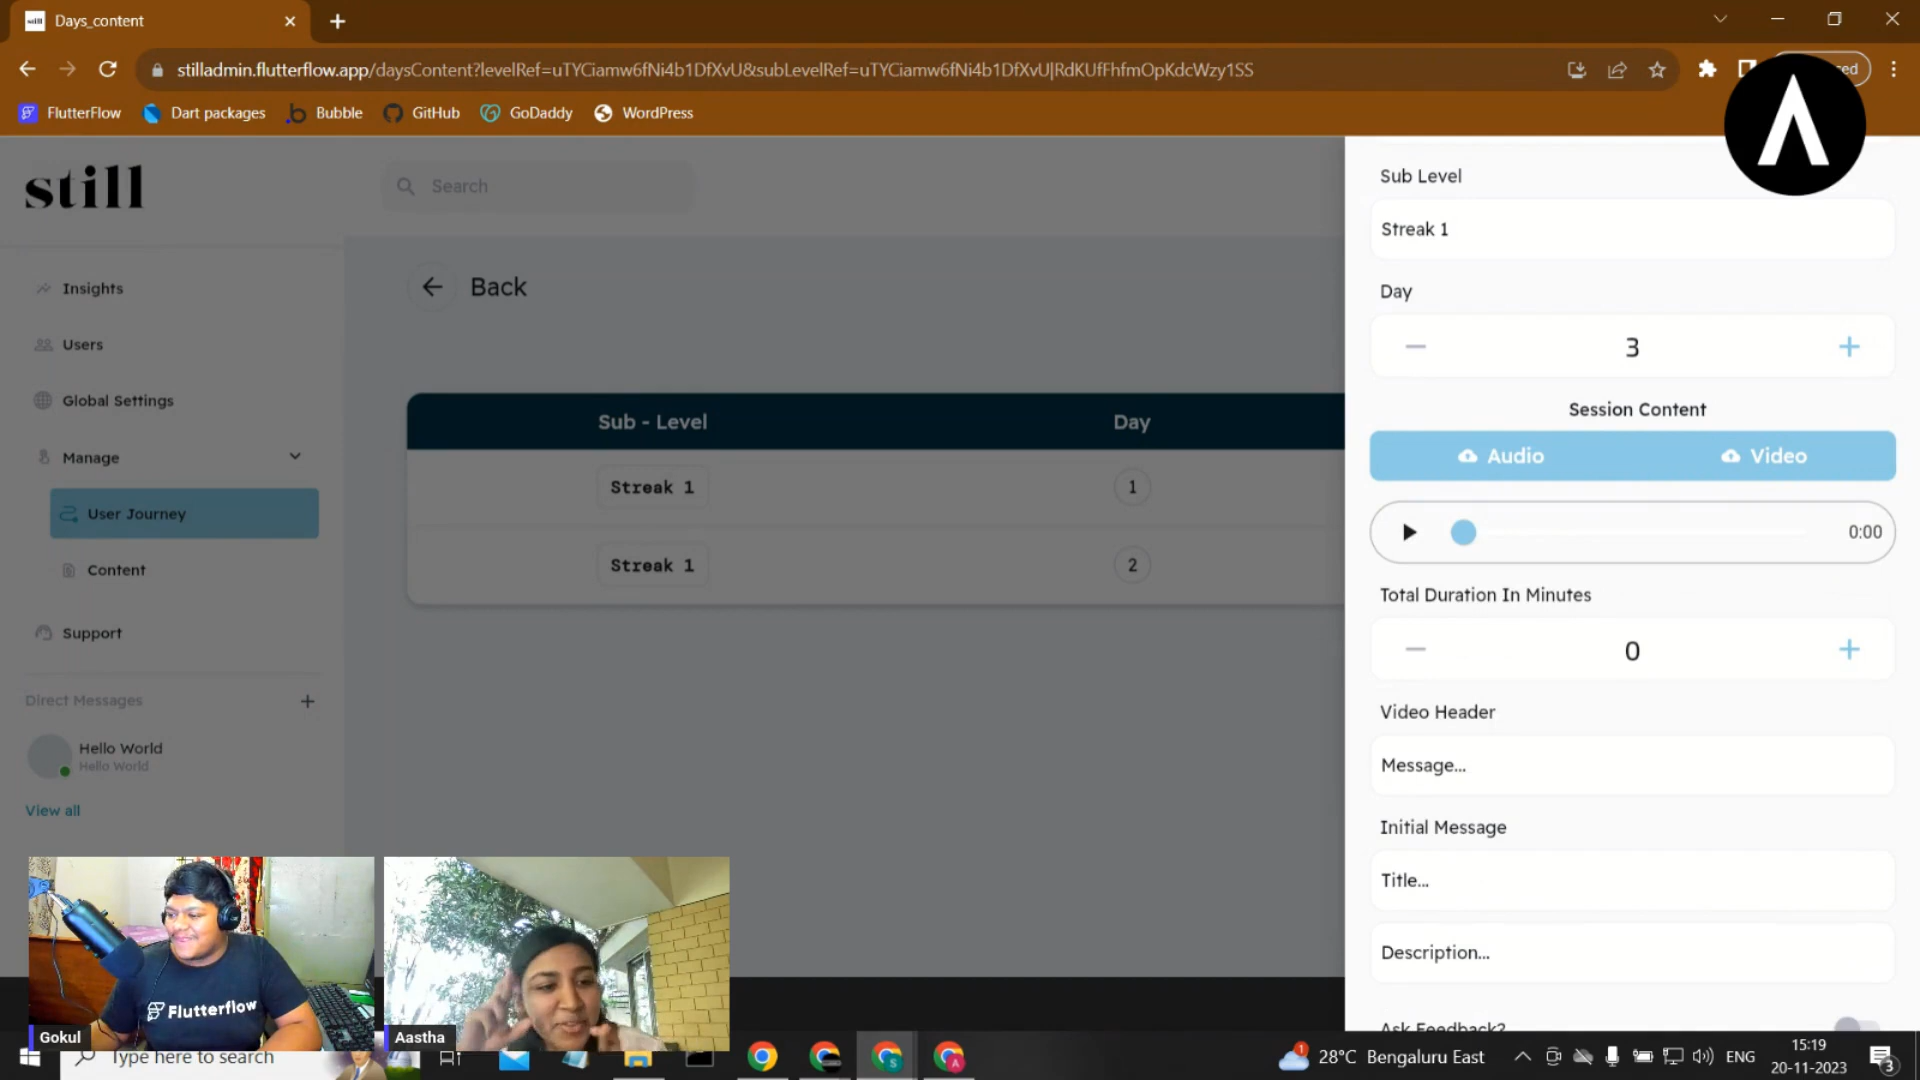 still
Days_content
stilladmin.flutterflow.app/daysContent?levelRef=uTYCiamw6fNi4b1DfXvU&subLevelRef=uTYCiamw6fNi4b1DfXvU|RdKUfFhfmOpKdcWzy1SS
FlutterFlow
Dart packages
Bubble
GitHub
GoDaddy
WordPress
still
Search
Insights
Users
Global Settings
Manage
User Journey
Content
Support
Direct Messages
Hello World
Hello World
View all
Back
Sub - Level
Day
Streak 1
1
Streak 1
2
Sub Level
Streak 1
Day
3
Session Content
Audio
Video
0:00
Total Duration In Minutes
0
Video Header
Message...
Initial Message
Title...
Description...
Ask Feedback?
Flutterflow
Gokul
Aastha
Type here to search
28°C Bengaluru East
ENG
15:19
20-11-2023
3